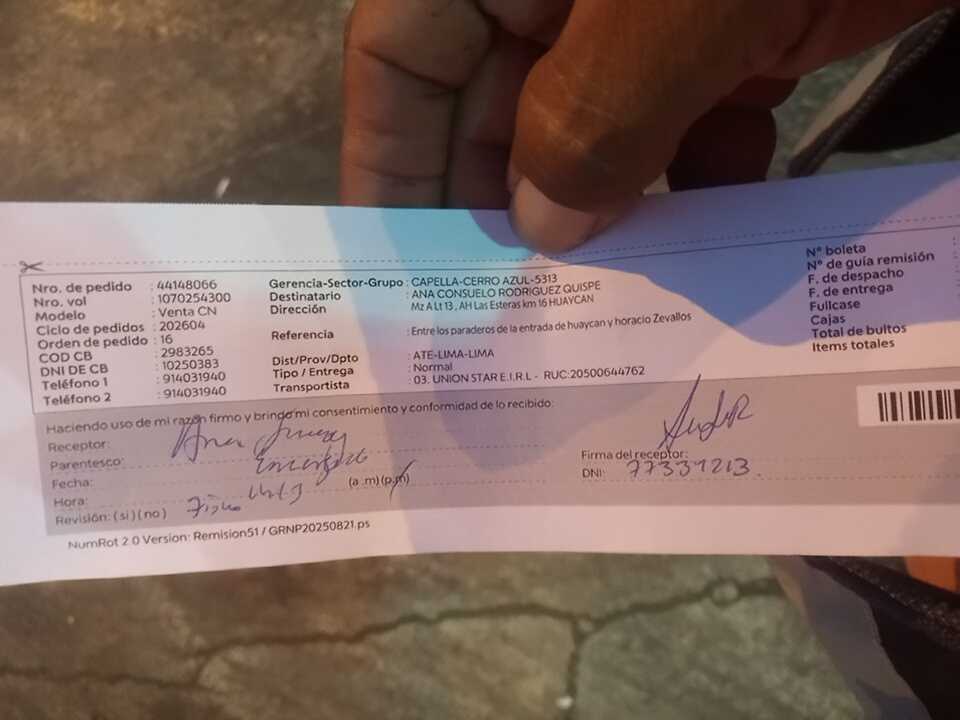 Nro. de pedido : 44148066
Nro. vol : 1070254300
Modelo : Venta CN
Ciclo de pedidos : 202604
Orden de pedido : 16
COD CB : 2983265
DNI DE CB : 10250383
Teléfono 1 : 914031940
Teléfono 2 : 914031940
Gerencia-Sector-Grupo : CAPELLA-CERRO AZUL-5313
Destinatario : ANA CONSUELO RODRIGUEZ QUISPE
Dirección Mz A Lt 13 , AH Las Esteras km 16 HUAYCAN
Referencia : Entre los paraderos de la entrada de huaycan y horacio Zevallos
Dist/Prov/Dpto : ATE-LIMA-LIMA
Tipo / Entrega : Normal
Transportista : 03. UNION STAR E.I.R.L - RUC:20500644762
N° boleta :
N° de guía remisión :
F. de despacho
F. de entrega
Fullcase
Cajas
Total de bultos
Items totales
Haciendo uso de mi razón firmo y brindo mi consentimiento y conformidad de lo recibido:
Receptor: Ana
Parentesco:
Fecha:
Hora: (a .m) (p.m)
Revisión: ( si ) ( no )
Firma del receptor:
DNI: 77339213
NumRot 2 0 Version: Remision51 / GRNP20250821.ps